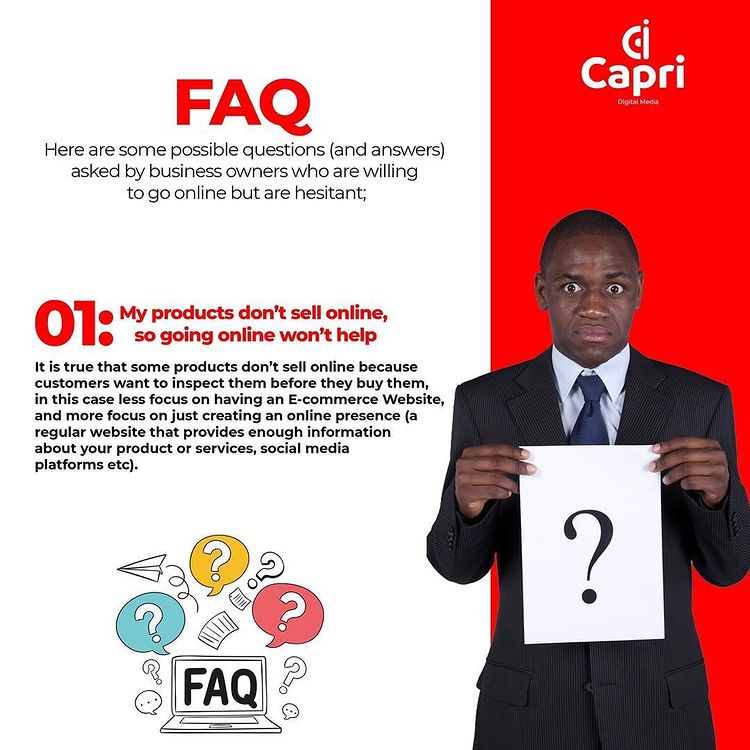 Capri
Digital Media
FAQ
Here are some possible questions (and answers)
asked by business owners who are willing
to go online but are hesitant;
01: My products don't sell online,
so going online won't help
It is true that some products don't sell online because
customers want to inspect them before they buy them,
in this case less focus on having an E-commerce Website,
and more focus on just creating an online presence (a
regular website that provides enough information
about your product or services, social media
platforms etc).
?
?
?
?
?
?
?
FAQ